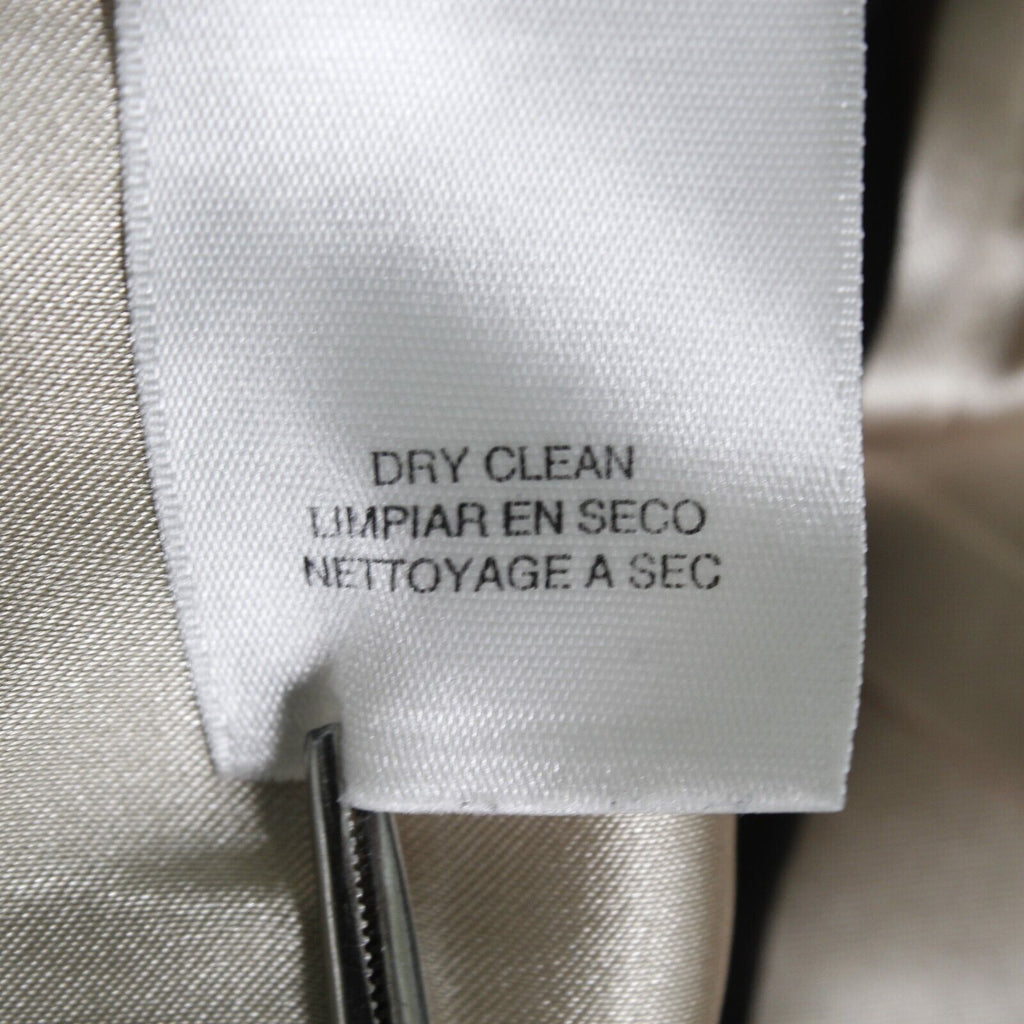 DRY CLEAN
LIMPIAR EN SECO
NETTOYAGE A SEC